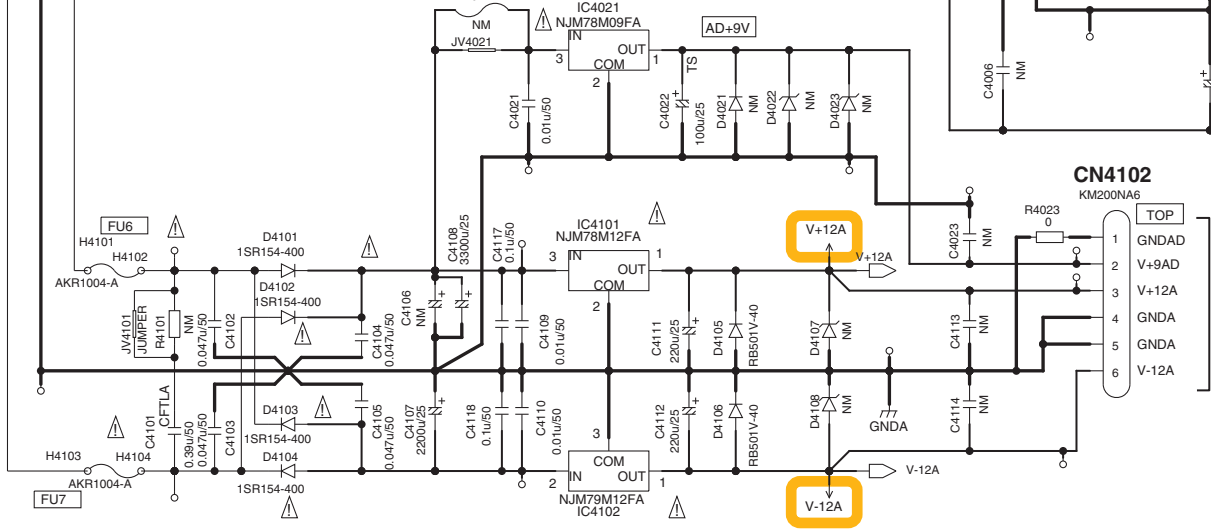 IC4021
NJM78M09FA
NM
JV4021
IN
OUT
3
COM
1
2
AD+9V
TS
C4021
0.01u/50
C4022
100u/25
D4021
NM
D4022
NM
D4023
NM
C4006
NM
CN4102
KM200NA6
TOP
R4023
0
1 GNDAD
2 V+9AD
3 V+12A
4 GNDA
5 GNDA
6 V-12A
C4023
NM
FU6
H4101
H4102
AKR1004-A
D4101
1SR154-400
D4102
1SR154-400
C4108
3300u/25
C4117
0.1u/50
IC4101
NJM78M12FA
3
IN
OUT
1
COM
2
V+12A
V+12A
JV4101
JUMPER
R4101
NM
C4102
0.047u/50
C4104
0.047u/50
C4106
NM
C4109
0.01u/50
C4111
220u/25
D4105
RB501V-40
D4107
NM
C4113
NM
C4101
0.39u/50
CFTLA
C4103
0.047u/50
D4103
1SR154-400
D4104
1SR154-400
C4105
0.047u/50
C4107
2200u/25
C4118
0.1u/50
C4110
0.01u/50
C4112
220u/25
D4106
RB501V-40
D4108
NM
GNDA
C4114
NM
H4103
H4104
AKR1004-A
FU7
3
COM
IN
OUT
2
1
NJM79M12FA
IC4102
V-12A
V-12A